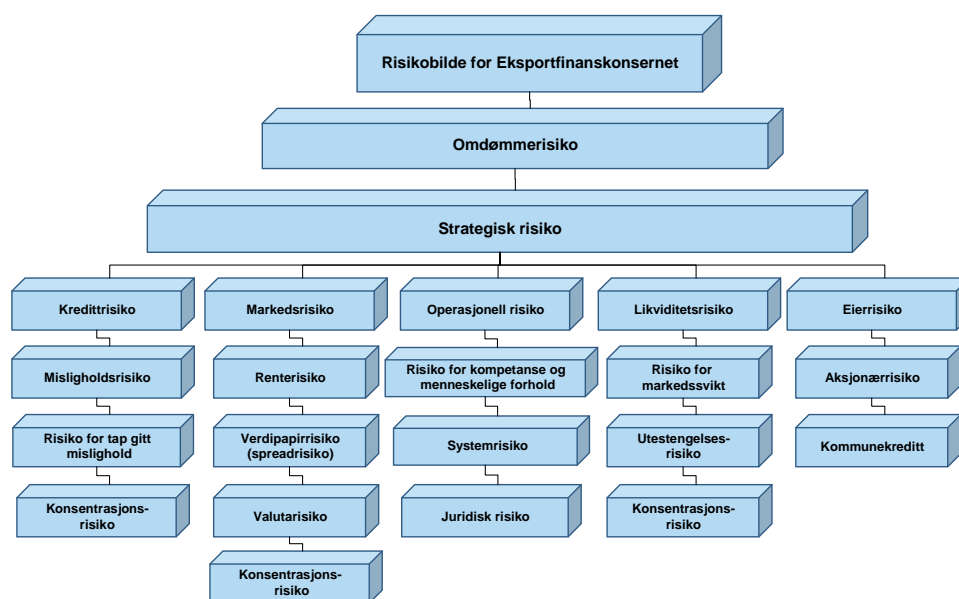 Risikobilde for Eksportfinanskonsernet
Omdømmerisiko
Strategisk risiko
Kredittrisiko
Misligholdsrisiko
Risiko for tap gitt
mislighold
Konsentrasjons-
risiko
Markedsrisiko
Renterisiko
Verdipapirrisiko
(spreadrisiko)
Valutarisiko
Konsentrasjons-
risiko
Operasjonell risiko
Risiko for kompetanse og
menneskelige forhold
Systemrisiko
Juridisk risiko
Likviditetsrisiko
Risiko for
markedssvikt
Utestengelses-
risiko
Konsentrasjons-
risiko
Eierrisiko
Aksjonærrisiko
Kommunekreditt